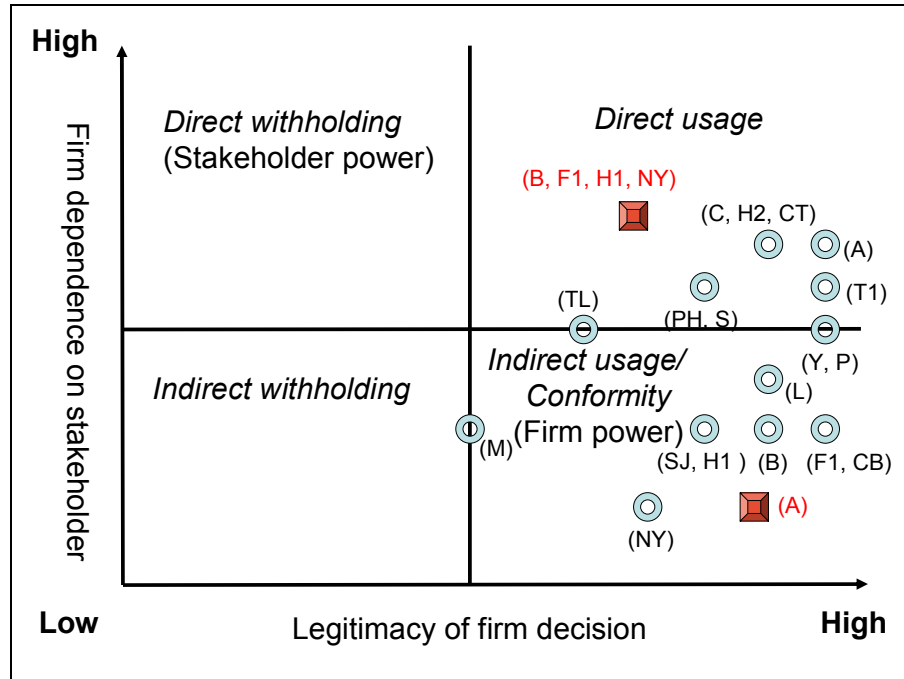 High
Firm dependence on stakeholder
Direct withholding
(Stakeholder power)
Direct usage
(B, F1, H1, NY)
(C, H2, CT)
(A)
(T1)
(TL)
(PH, S)
(Y, P)
Indirect withholding
Indirect usage/
Conformity
(Firm power)
(L)
(M)
(SJ, H1 )
(B)
(F1, CB)
(NY)
(A)
Low
Legitimacy of firm decision
High